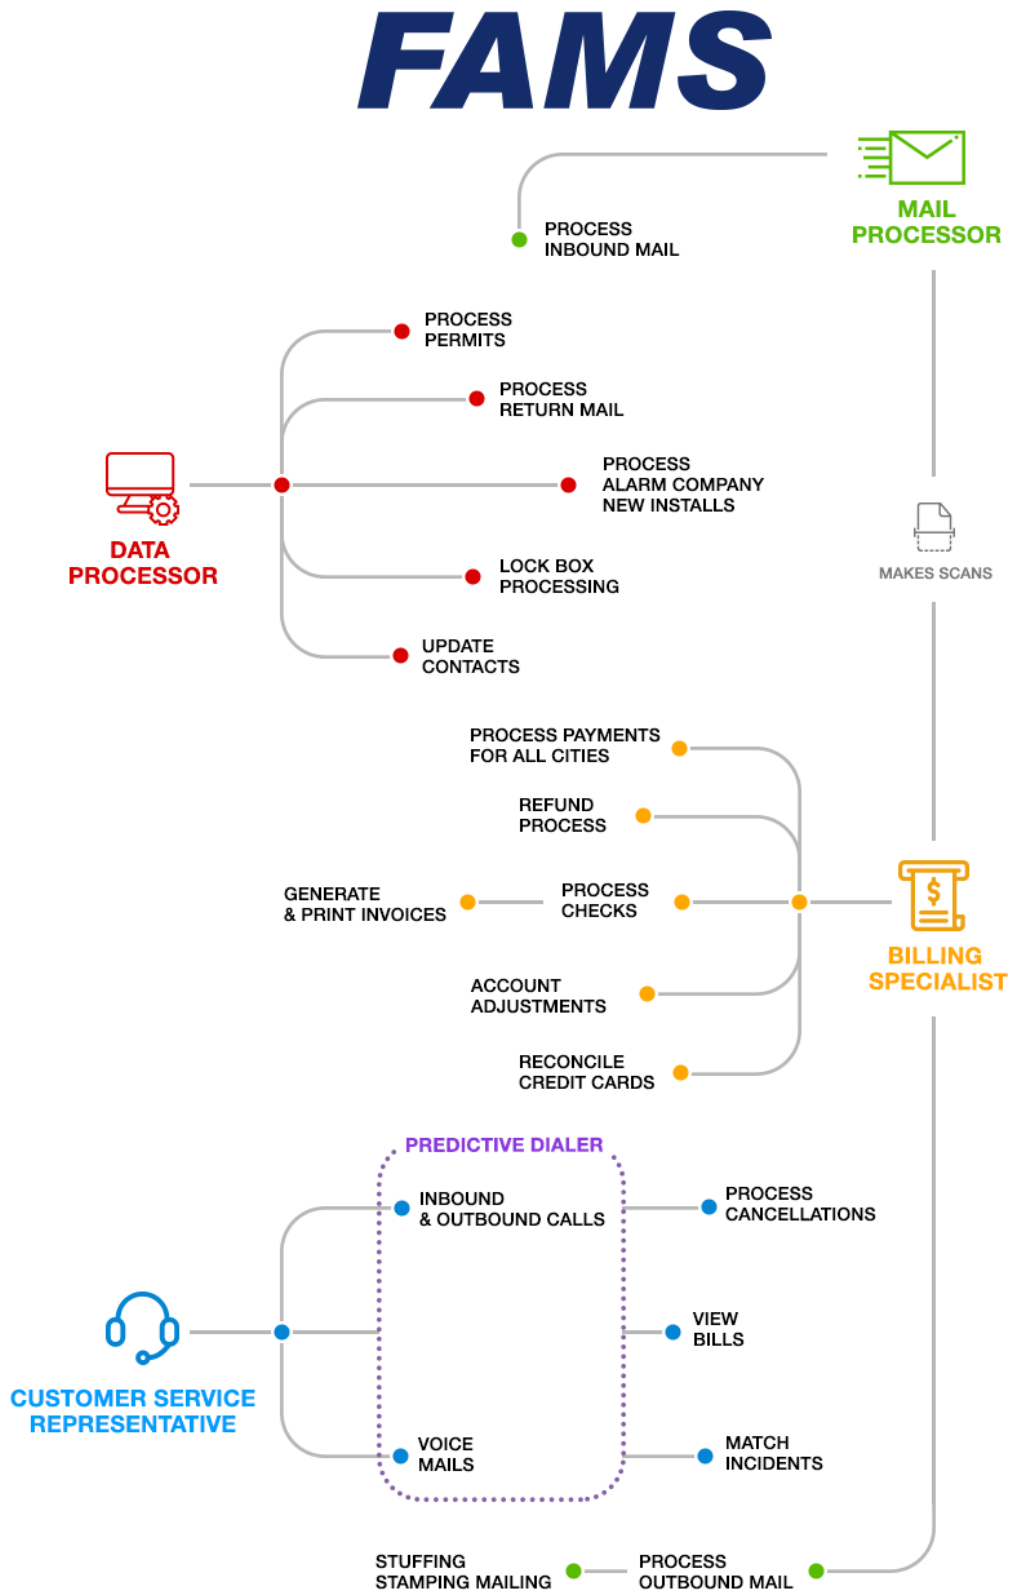 FAMS
MAIL
PROCESSOR
PROCESS
INBOUND MAIL
PROCESS
PERMITS
PROCESS
RETURN MAIL
PROCESS
ALARM COMPANY
NEW INSTALLS
DATA
PROCESSOR
LOCK BOX
PROCESSING
MAKES SCANS
UPDATE
CONTACTS
PROCESS PAYMENTS
FOR ALL CITIES
REFUND
PROCESS
GENERATE
& PRINT INVOICES
PROCESS
CHECKS
$
BILLING
SPECIALIST
ACCOUNT
ADJUSTMENTS
RECONCILE
CREDIT CARDS
PREDICTIVE DIALER
INBOUND
& OUTBOUND CALLS
PROCESS
CANCELLATIONS
VIEW
BILLS
CUSTOMER SERVICE
REPRESENTATIVE
VOICE
MAILS
MATCH
INCIDENTS
STUFFING
STAMPING MAILING
PROCESS
OUTBOUND MAIL